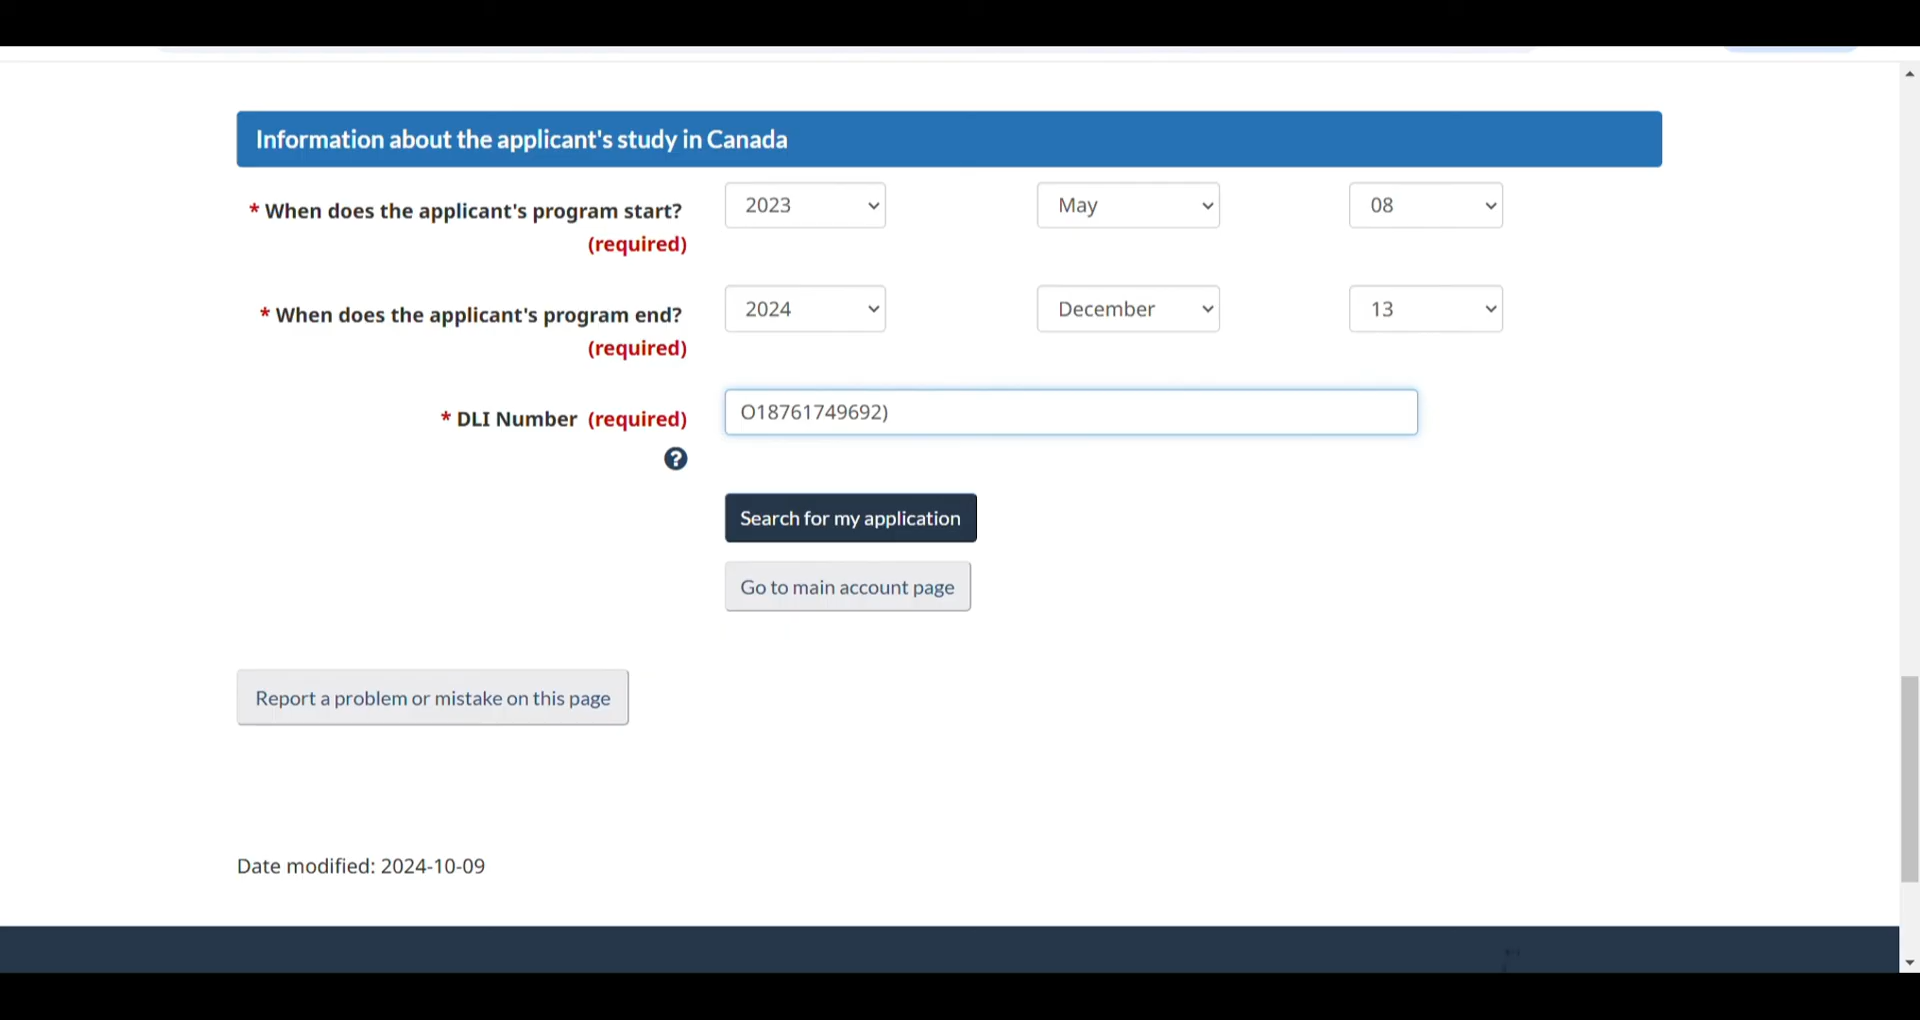 Information about the applicant's study in Canada
* When does the applicant's program start? 2023 May 08
(required)
* When does the applicant's program end? 2024 December 13
(required)
* DLI Number (required) O18761749692)
?
Search for my application
Go to main account page
Report a problem or mistake on this page
Date modified: 2024-10-09